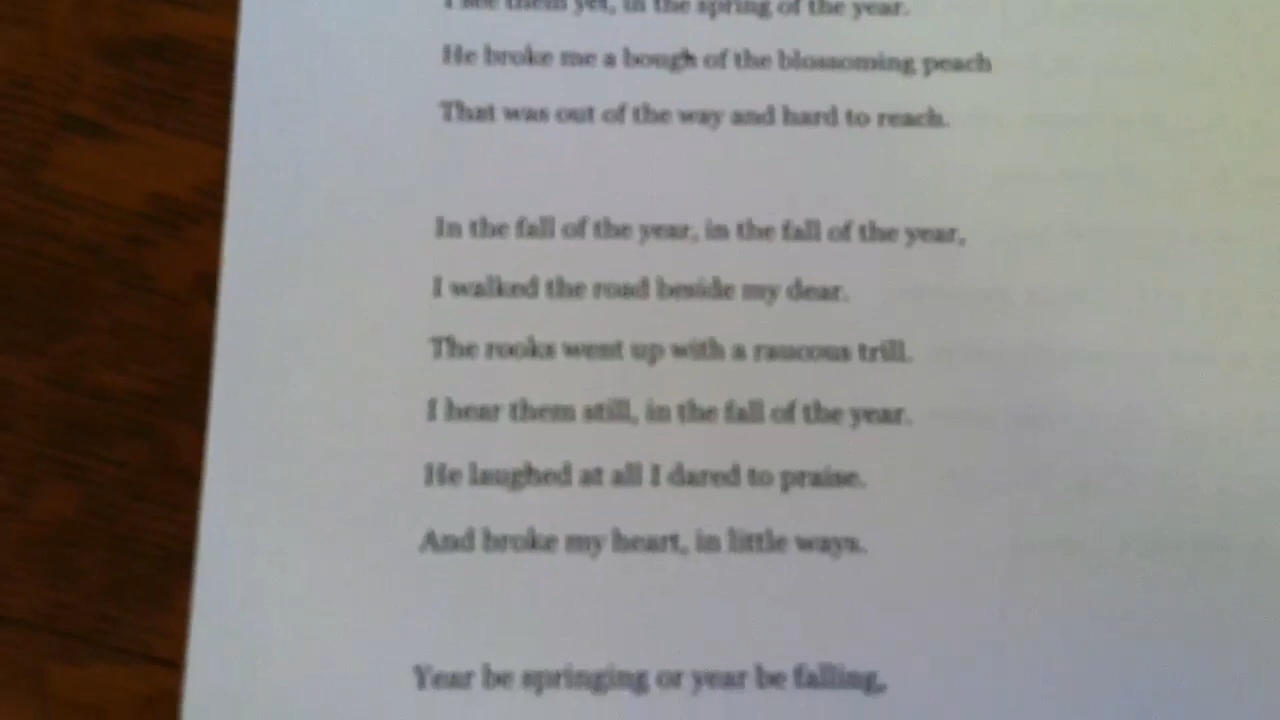 I see them yet, in the spring of the year.
He broke me a bough of the blossoming peach
That was out of the way and hard to reach.
In the fall of the year, in the fall of the year,
I walked the road beside my dear.
The rooks went up with a raucous trill.
I hear them still, in the fall of the year.
He laughed at all I dared to praise.
And broke my heart, in little ways.
Year be springing or year be falling,